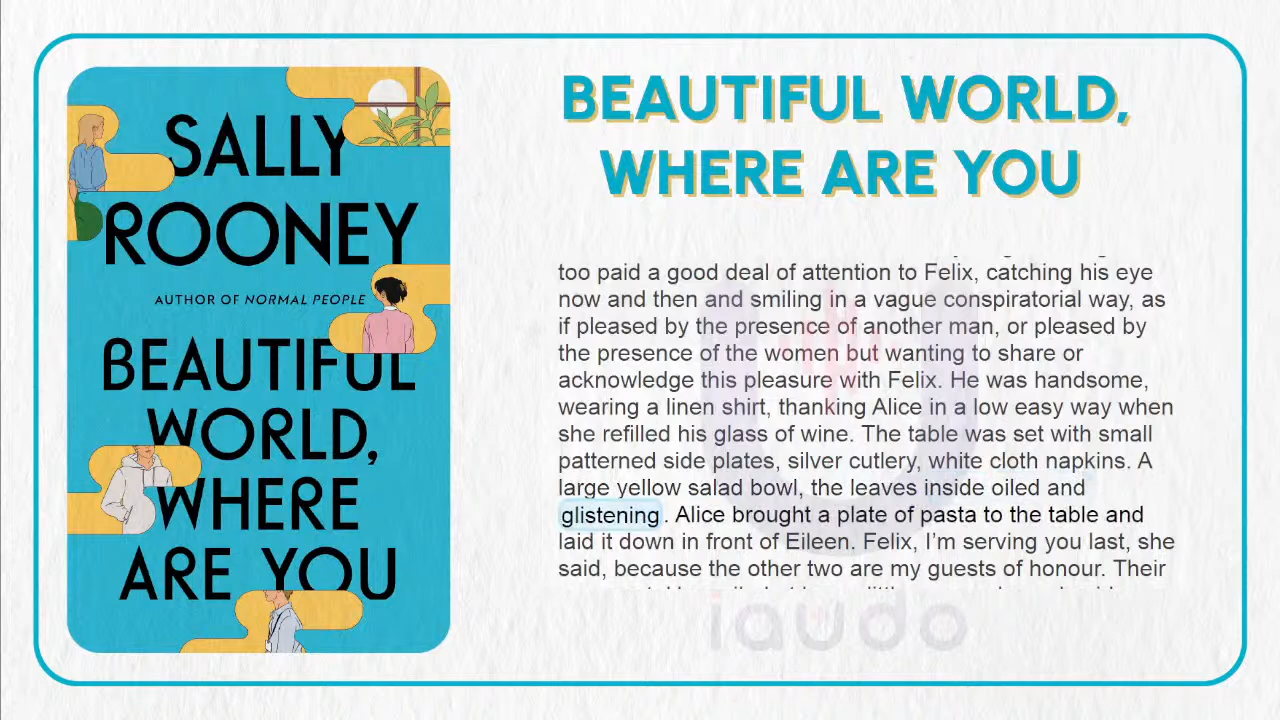 SALLY
ROONEY
AUTHOR OF NORMAL PEOPLE
BEAUTIFUL
WORLD,
WHERE
ARE YOU
BEAUTIFUL WORLD,
WHERE ARE YOU
too paid a good deal of attention to Felix, catching his eye
now and then and smiling in a vague conspiratorial way, as
if pleased by the presence of another man, or pleased by
the presence of the women but wanting to share or
acknowledge this pleasure with Felix. He was handsome,
wearing a linen shirt, thanking Alice in a low easy way when
she refilled his glass of wine. The table was set with small
patterned side plates, silver cutlery, white cloth napkins. A
large yellow salad bowl, the leaves inside oiled and
glistening. Alice brought a plate of pasta to the table and
laid it down in front of Eileen. Felix, I’m serving you last, she
said, because the other two are my guests of honour. Their
iaudo